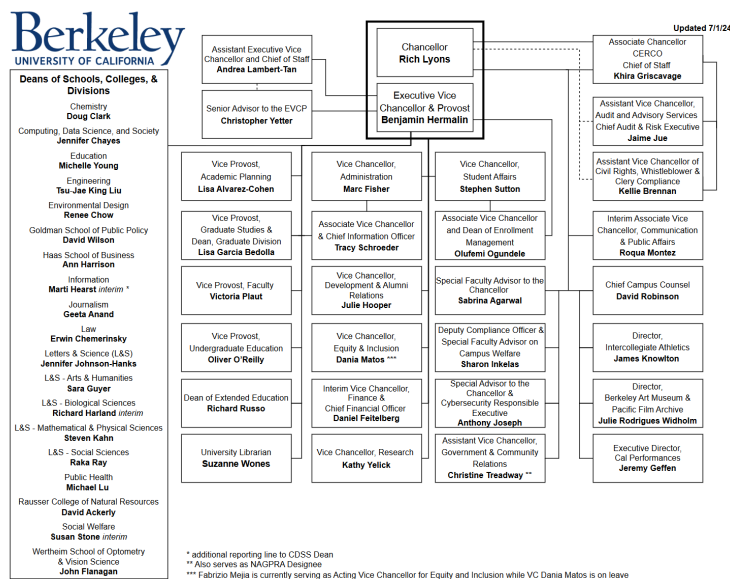 Berkeley
UNIVERSITY OF CALIFORNIA
Updated 7/1/24
Deans of Schools, Colleges, &
Divisions
Chemistry
Doug Clark
Computing, Data Science, and Society
Jennifer Chayes
Education
Michelle Young
Engineering
Tsu-Jae King Liu
Environmental Design
Renee Chow
Goldman School of Public Policy
David Wilson
Haas School of Business
Ann Harrison
Information
Marti Hearst interim *
Journalism
Geeta Anand
Law
Erwin Chemerinsky
Letters & Science (L&S)
Jennifer Johnson-Hanks
L&S - Arts & Humanities
Sara Guyer
L&S - Biological Sciences
Richard Harland interim
L&S - Mathematical & Physical Sciences
Steven Kahn
L&S - Social Sciences
Raka Ray
Public Health
Michael Lu
Rausser College of Natural Resources
David Ackerly
Social Welfare
Susan Stone interim
Wertheim School of Optometry
& Vision Science
John Flanagan
Assistant Executive Vice
Chancellor and Chief of Staff
Andrea Lambert-Tan
Senior Advisor to the EVCP
Christopher Yetter
Chancellor
Rich Lyons
Executive Vice
Chancellor & Provost
Benjamin Hermalin
Associate Chancellor
CERCO
Chief of Staff
Khira Griscavage
Assistant Vice Chancellor,
Audit and Advisory Services
Chief Audit & Risk Executive
Jaime Jue
Assistant Vice Chancellor of
Civil Rights, Whistleblower &
Clery Compliance
Kellie Brennan
Vice Provost,
Academic Planning
Lisa Alvarez-Cohen
Vice Chancellor,
Administration
Marc Fisher
Vice Chancellor,
Student Affairs
Stephen Sutton
Vice Provost,
Graduate Studies &
Dean, Graduate Division
Lisa García Bedolla
Associate Vice Chancellor
& Chief Information Officer
Tracy Schroeder
Associate Vice Chancellor
and Dean of Enrollment
Management
Olufemi Ogundele
Interim Associate Vice
Chancellor, Communication
& Public Affairs
Roqua Montez
Vice Provost, Faculty
Victoria Plaut
Vice Chancellor,
Development & Alumni
Relations
Julie Hooper
Special Faculty Advisor to the
Chancellor
Sabrina Agarwal
Chief Campus Counsel
David Robinson
Vice Provost,
Undergraduate Education
Oliver O'Reilly
Vice Chancellor,
Equity & Inclusion
Dania Matos ***
Deputy Compliance Officer &
Special Faculty Advisor on
Campus Welfare
Sharon Inkelas
Director,
Intercollegiate Athletics
James Knowlton
Dean of Extended Education
Richard Russo
Interim Vice Chancellor,
Finance &
Chief Financial Officer
Daniel Feitelberg
Special Advisor to the
Chancellor &
Cybersecurity Responsible
Executive
Anthony Joseph
Director,
Berkeley Art Museum &
Pacific Film Archive
Julie Rodrigues Widholm
University Librarian
Suzanne Wones
Vice Chancellor, Research
Kathy Yelick
Assistant Vice Chancellor,
Government & Community
Relations
Christine Treadway **
Executive Director,
Cal Performances
Jeremy Geffen
* additional reporting line to CDSS Dean
** Also serves as NAGPRA Designee
*** Fabrizio Mejia is currently serving as Acting Vice Chancellor for Equity and Inclusion while VC Dania Matos is on leave